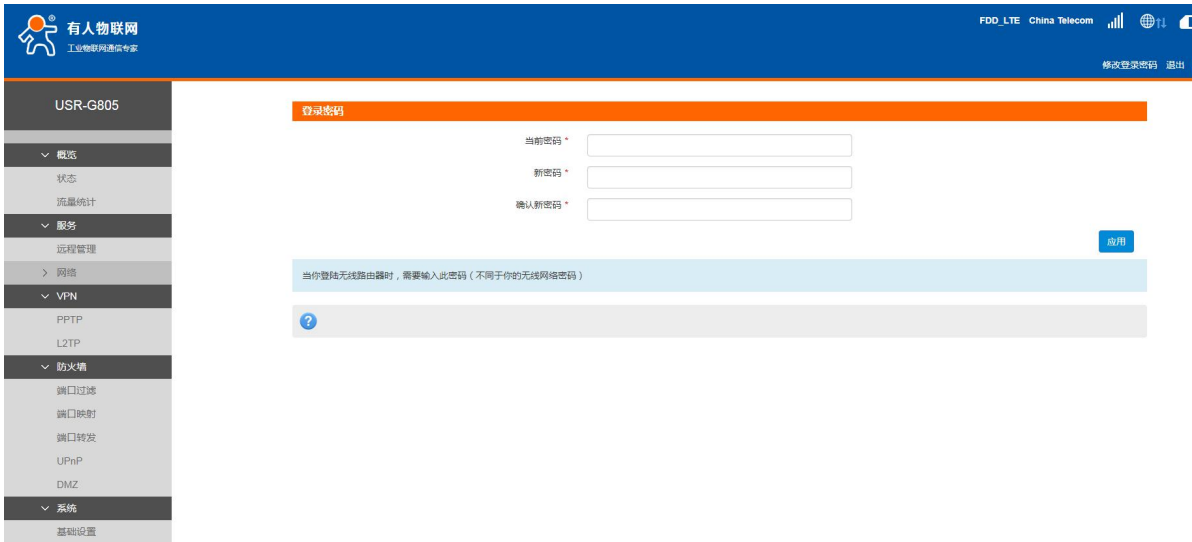 有人物联网
工业物联网通信专家
FDD_LTE China Telecom
修改登录密码 退出
USR-G805
概览
状态
流量统计
服务
远程管理
网络
VPN
PPTP
L2TP
防火墙
端口过滤
端口映射
端口转发
UPnP
DMZ
系统
基础设置
登录密码
当前密码 *
新密码 *
确认新密码 *
应用
当你登陆无线路由器时，需要输入此密码（不同于你的无线网络密码）